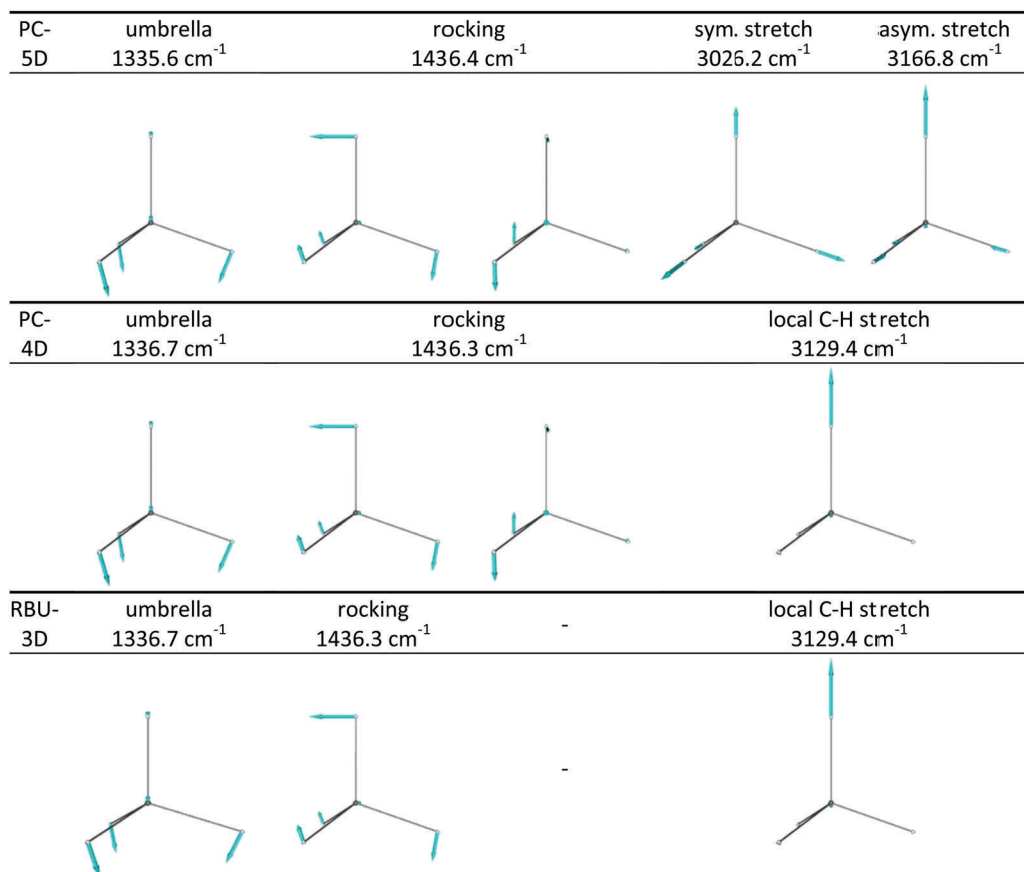 PC- umbrella rocking sym. stretch asym. stretch
5D 1335.6 cm⁻¹ 1436.4 cm⁻¹ 3026.2 cm⁻¹ 3166.8 cm⁻¹
PC- umbrella rocking local C-H stretch
4D 1336.7 cm⁻¹ 1436.3 cm⁻¹ 3129.4 cm⁻¹
RBU- umbrella rocking - local C-H stretch
3D 1336.7 cm⁻¹ 1436.3 cm⁻¹ 3129.4 cm⁻¹
-